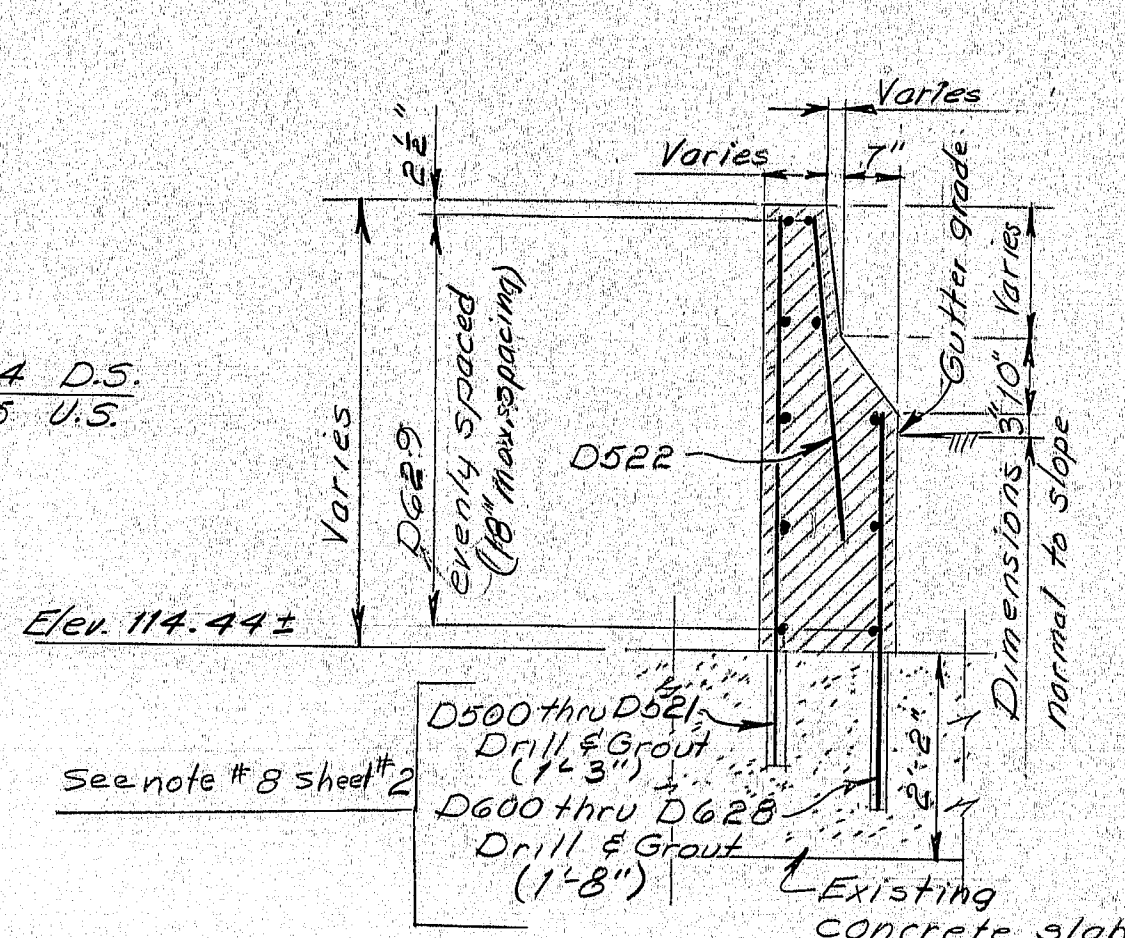 Varies
Varies
7"
2½"
Gutter grade
Varies
10"
3"
4 D.S.
5 U.S.
Varies
D629
evenly spaced
(18" max. spacing)
D522
Dimensions
normal to slope
Elev. 114.44 ±
D500 thru D521
Drill & Grout
(1'-3")
See note #8 sheet #2
D600 thru D628
Drill & Grout
(1'-8")
2'-2"
Existing
concrete slab